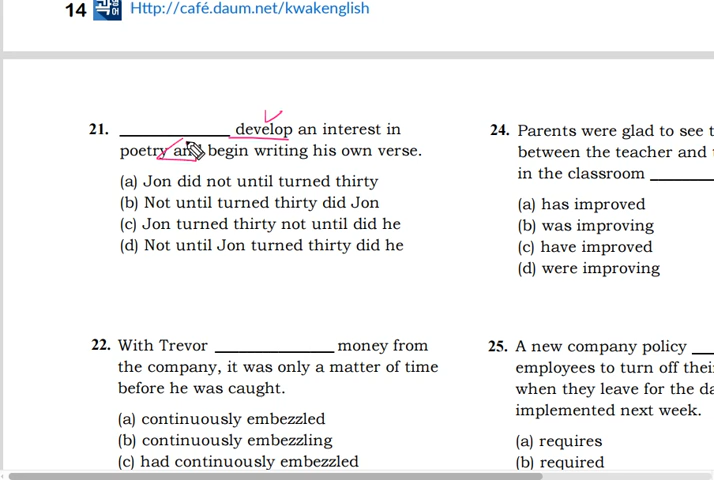 14 Http://café.daum.net/kwakenglish
21. ____________ develop an interest in
poetry and begin writing his own verse.
(a) Jon did not until turned thirty
(b) Not until turned thirty did Jon
(c) Jon turned thirty not until did he
(d) Not until Jon turned thirty did he
22. With Trevor ____________ money from
the company, it was only a matter of time
before he was caught.
(a) continuously embezzled
(b) continuously embezzling
(c) had continuously embezzled
24. Parents were glad to see t
between the teacher and
in the classroom _______
(a) has improved
(b) was improving
(c) have improved
(d) were improving
25. A new company policy __
employees to turn off thei
when they leave for the da
implemented next week.
(a) requires
(b) required